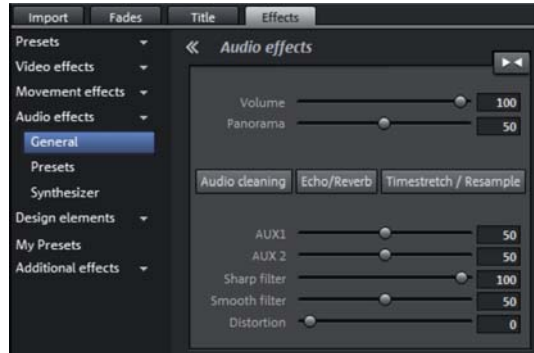 Import Fades Title Effects
Presets
Video effects
Movement effects
Audio effects
General
Presets
Synthesizer
Design elements
My Presets
Additional effects
Audio effects
Volume 100
Panorama 50
Audio cleaning Echo/Reverb Timestretch / Resample
AUX1 50
AUX 2 50
Sharp filter 100
Smooth filter 50
Distortion 0